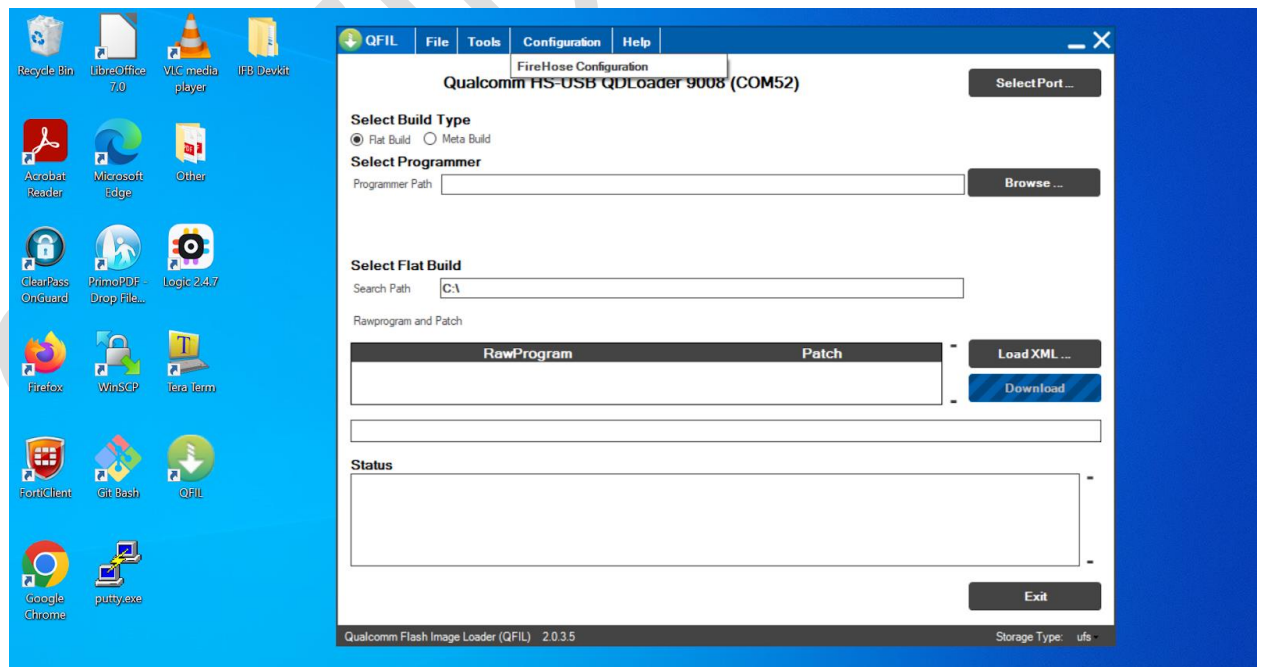 Recycle Bin
LibreOffice
7.0
VLC media
player
IFB Devkit
Acrobat
Reader
Microsoft
Edge
Other
ClearPass
OnGuard
PrimoPDF -
Drop File...
Logic 2.4.7
Firefox
WinSCP
Tera Term
FortiClient
Git Bash
QFIL
Google
Chrome
putty.exe
QFIL File Tools Configuration Help
FireHose Configuration
Qualcomm HS-USB QDLoader 9008 (COM52)
Select Port ...
Select Build Type
Flat Build Meta Build
Select Programmer
Programmer Path
Browse ...
Select Flat Build
Search Path C:\
Rawprogram and Patch
RawProgram Patch
Load XML ...
Download
Status
Exit
Qualcomm Flash Image Loader (QFIL) 2.0.3.5
Storage Type: ufs